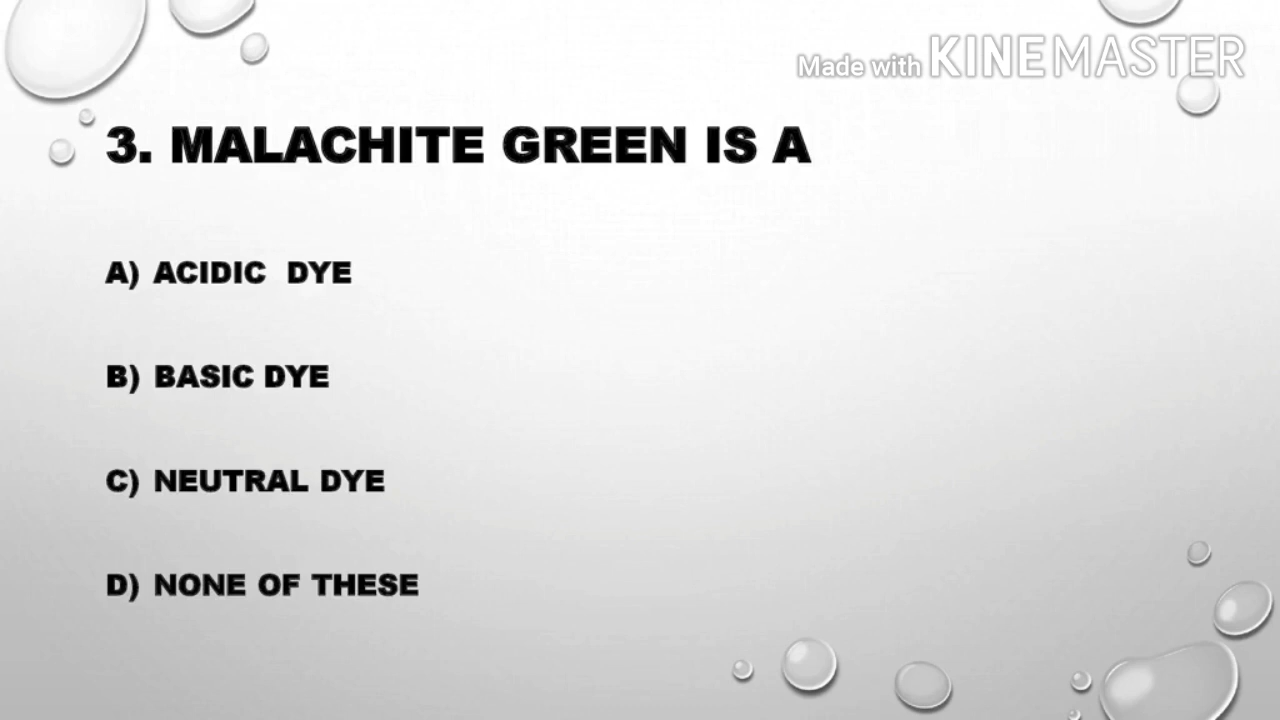 Made with KINEMASTER
3. MALACHITE GREEN IS A
A) ACIDIC DYE
B) BASIC DYE
C) NEUTRAL DYE
D) NONE OF THESE